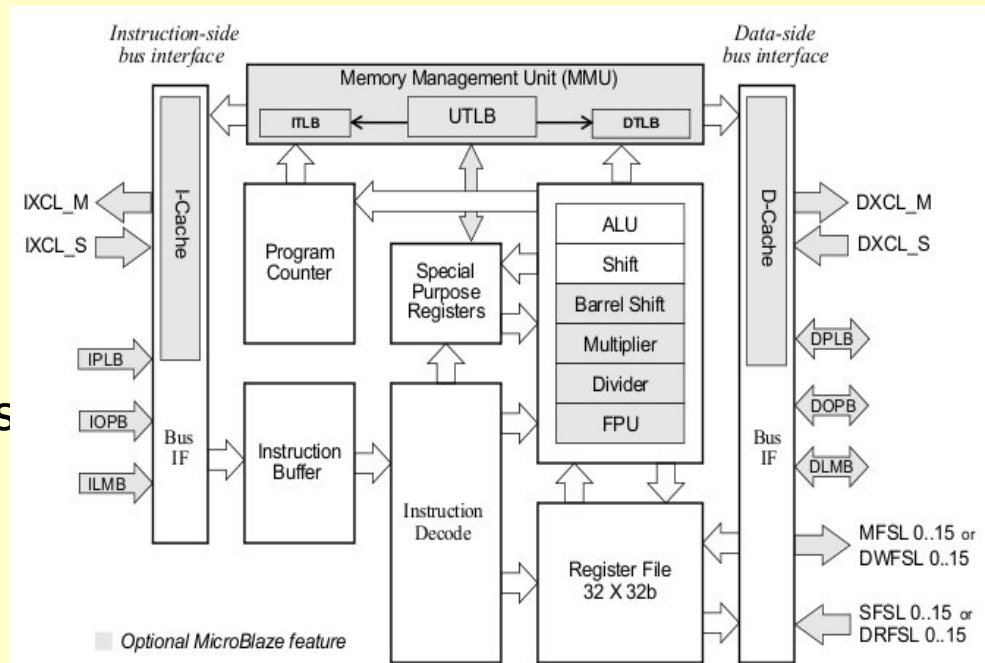 Instruction-side
bus interface
Data-side
bus interface
Memory Management Unit (MMU)
ITLB
UTLB
DTLB
I-Cache
D-Cache
IXCL_M
IXCL_S
DXCL_M
DXCL_S
Program
Counter
Special
Purpose
Registers
ALU
Shift
Barrel Shift
Multiplier
Divider
FPU
IPLB
IOPB
ILMB
s
Bus
IF
Instruction
Buffer
Instruction
Decode
Register File
32 X 32b
Bus
IF
DPLB
DOPB
DLMB
MFSL 0..15 or
DWFSL 0..15
SFSL 0..15 or
DRFSL 0..15
Optional MicroBlaze feature